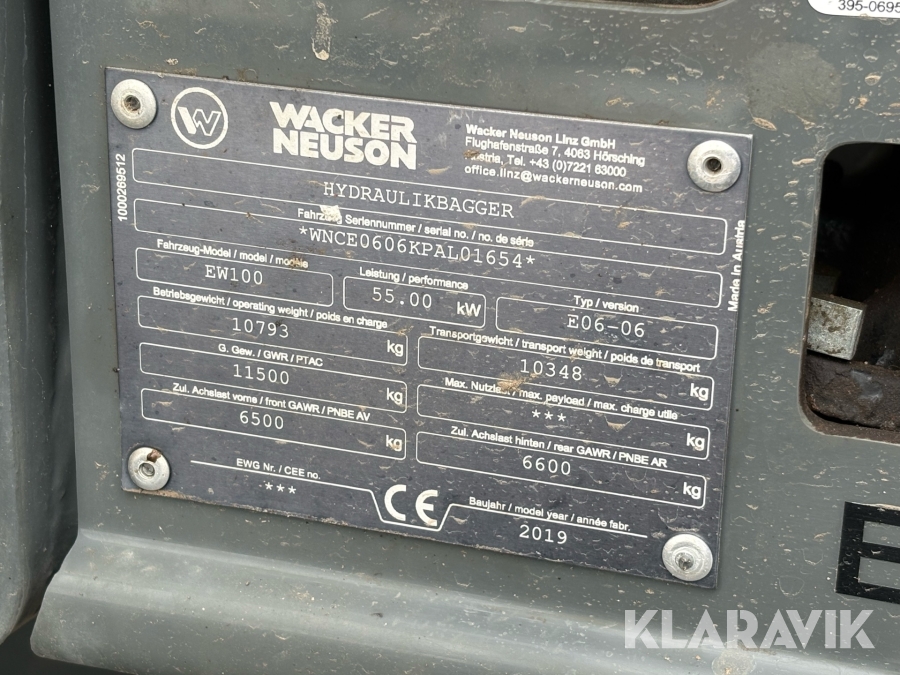 395-0695
W
WACKER
NEUSON
Wacker Neuson Linz GmbH
Flughafenstraße 7, 4063 Hörsching
Austria, Tel. +43 (0)7221 63000
office.linz@wackerneuson.com
1000269512
HYDRAULIKBAGGER
Fahrzeug Seriennummer / serial no. / no. de série
*WNCE0606KPAL01654*
Made in Austria
Fahrzeug-Model / model / modèle
EW100
Leistung / performance
55.00 kW
Typ / version
E06-06
Betriebsgewicht / operating weight / poids en charge
10793 kg
Transportgewicht / transport weight / poids de transport
10348 kg
G. Gew. / GWR / PTAC
11500 kg
Max. Nutzlast / max. payload / max. charge utile
*** kg
Zul. Achslast vorne / front GAWR / PNBE AV
6500 kg
Zul. Achslast hinten / rear GAWR / PNBE AR
6600 kg
EWG Nr. / CEE no.
***
CE
Baujahr / model year / année fabr.
2019
E
KLARAVIK